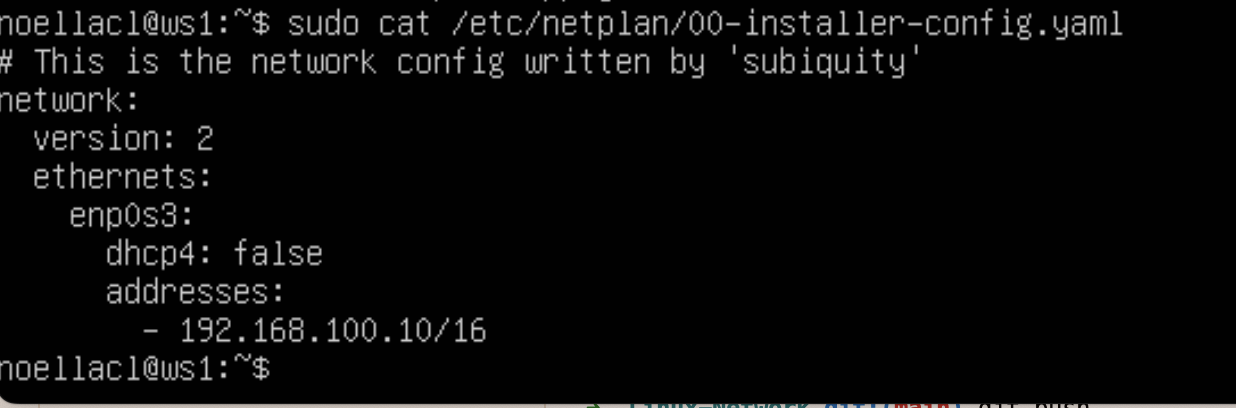 noellacl@ws1:~$ sudo cat /etc/netplan/00-installer-config.yaml
# This is the network config written by 'subiquity'
network:
  version: 2
  ethernets:
    enp0s3:
      dhcp4: false
      addresses:
        - 192.168.100.10/16
noellacl@ws1:~$